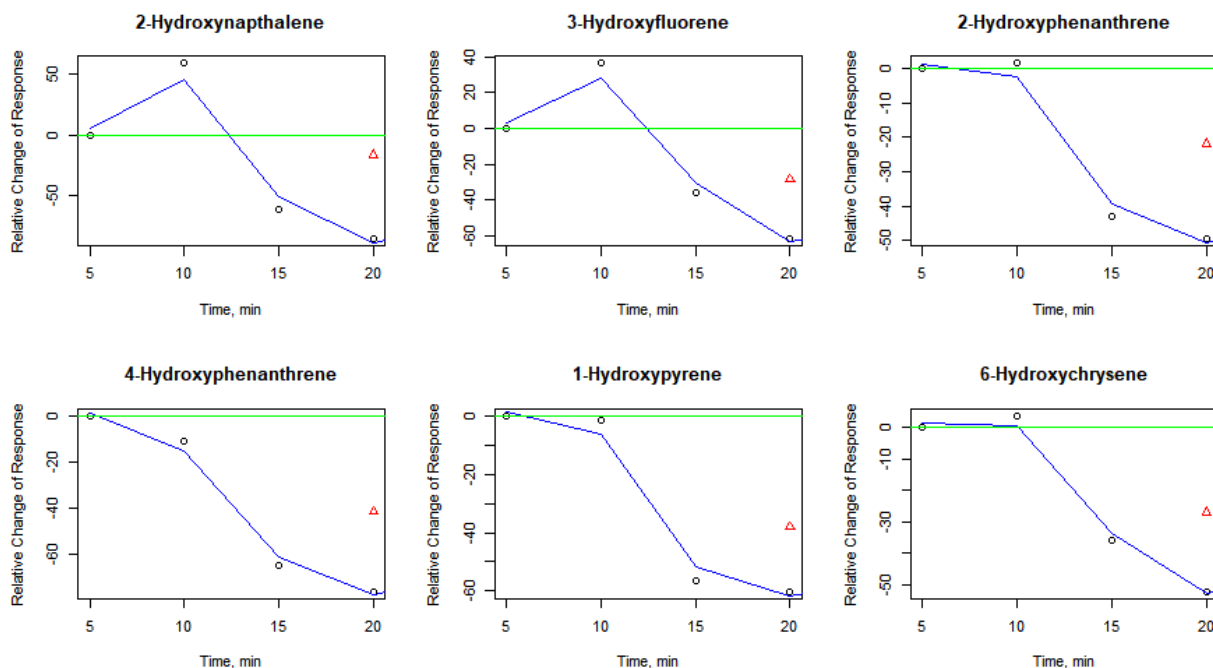 2-Hydroxynapthalene
Relative Change of Response
50
0
-50
5 10 15 20
Time, min
3-Hydroxyfluorene
Relative Change of Response
40
20
0
-20
-40
-60
5 10 15 20
Time, min
2-Hydroxyphenanthrene
Relative Change of Response
0
-10
-20
-30
-40
-50
5 10 15 20
Time, min
4-Hydroxyphenanthrene
Relative Change of Response
0
-20
-40
-60
5 10 15 20
Time, min
1-Hydroxypyrene
Relative Change of Response
0
-20
-40
-60
5 10 15 20
Time, min
6-Hydroxychrysene
Relative Change of Response
0
-10
-30
-50
5 10 15 20
Time, min